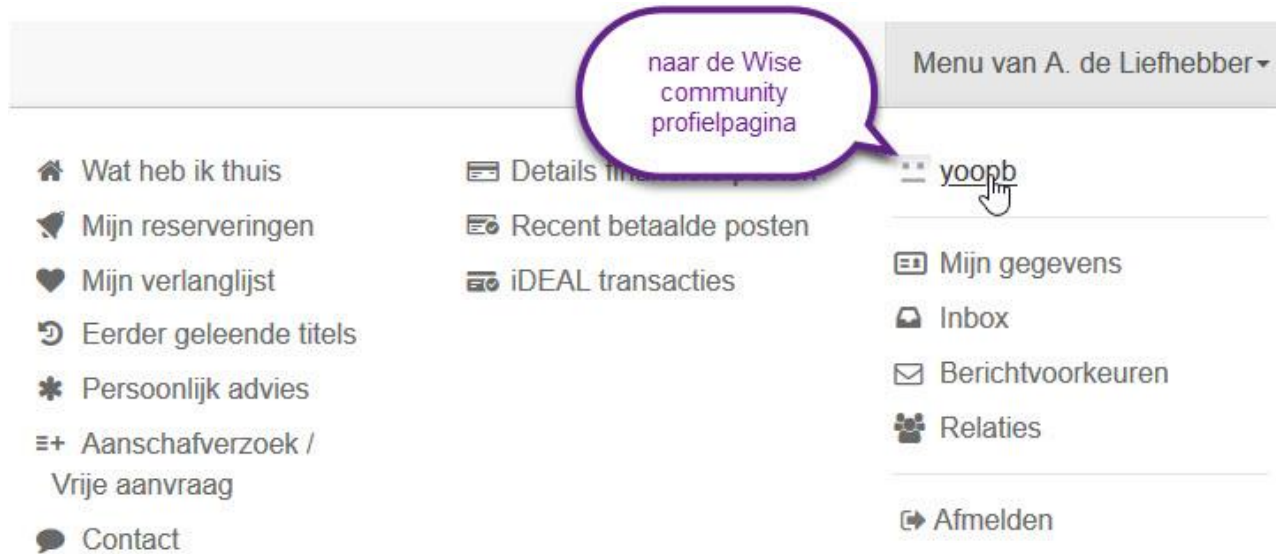 naar de Wise
community
profielpagina
Menu van A. de Liefhebber
Wat heb ik thuis
Mijn reserveringen
Mijn verlanglijst
Eerder geleende titels
Persoonlijk advies
Aanschafverzoek /
Vrije aanvraag
Contact
Details
posten
Recent betaalde posten
iDEAL transacties
yoopb
Mijn gegevens
Inbox
Berichtvoorkeuren
Relaties
Afmelden